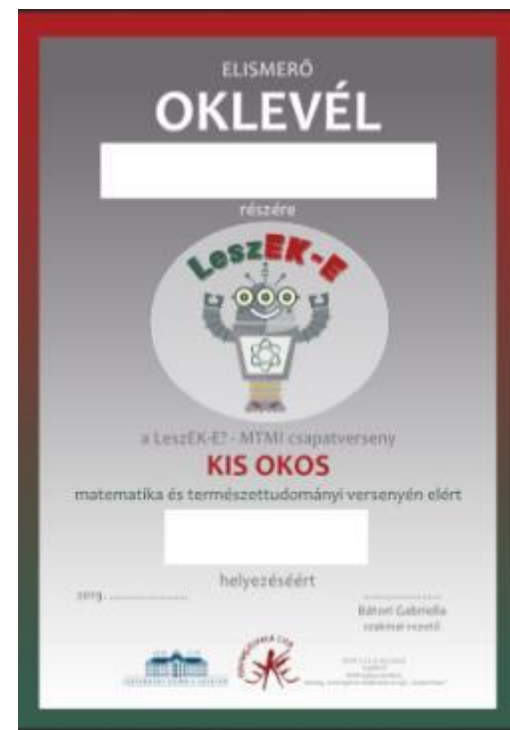 ELISMERŐ
OKLEVÉL
részére
LeszEK-E
a LeszEK-E? - MTMI csapatverseny
KIS OKOS
matematika és természettudományi versenyén elért
helyezéséért
2019. ........................
Bátori Gabriella
szakmai vezető